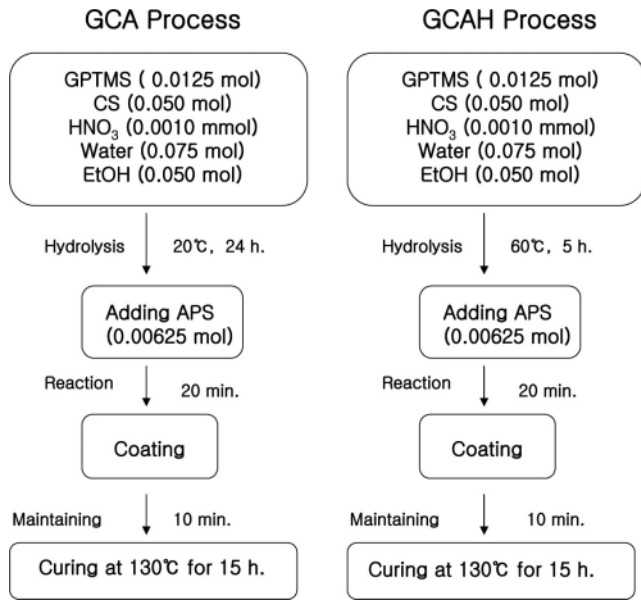 GCA Process
GPTMS ( 0.0125 mol)
CS (0.050 mol)
HNO₃ (0.0010 mmol)
Water (0.075 mol)
EtOH (0.050 mol)
Hydrolysis 20℃, 24 h.
Adding APS
(0.00625 mol)
Reaction 20 min.
Coating
Maintaining 10 min.
Curing at 130℃ for 15 h.
GCAH Process
GPTMS ( 0.0125 mol)
CS (0.050 mol)
HNO₃ (0.0010 mmol)
Water (0.075 mol)
EtOH (0.050 mol)
Hydrolysis 60℃, 5 h.
Adding APS
(0.00625 mol)
Reaction 20 min.
Coating
Maintaining 10 min.
Curing at 130℃ for 15 h.